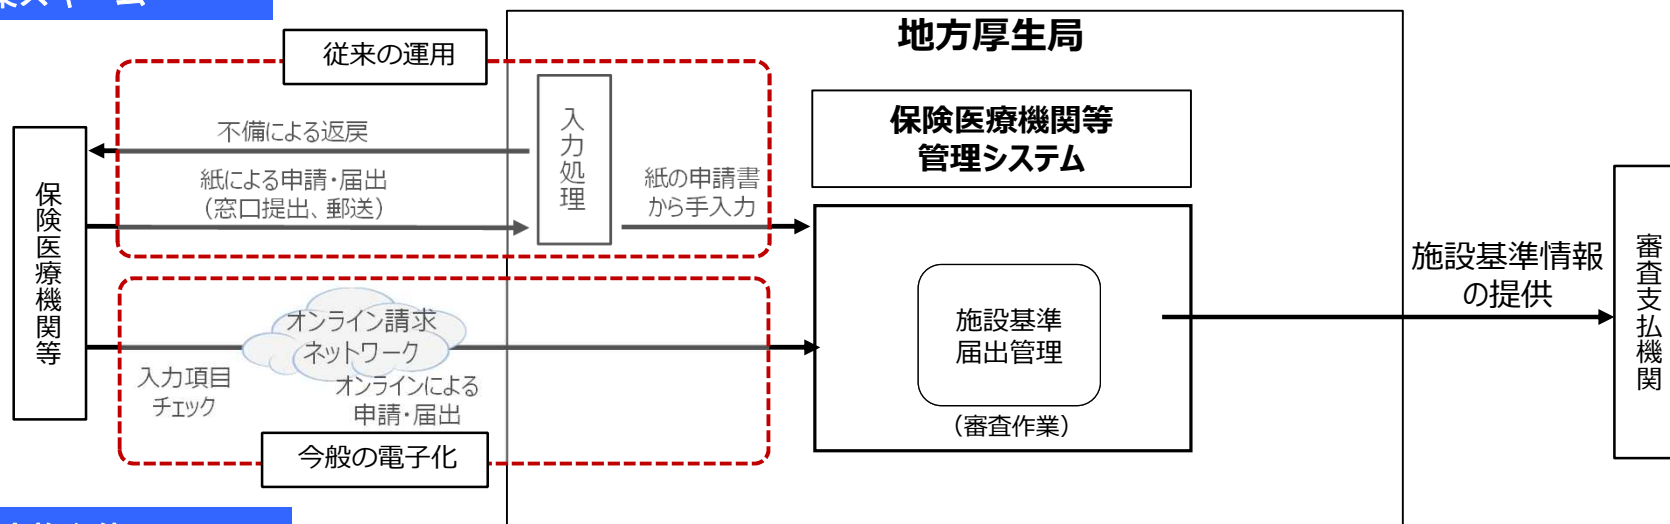 スキーム
従来の運用
地方厚生局
保険医療機関等
管理システム
不備による返戻
紙による申請・届出
（窓口提出、郵送）
入力処理
紙の申請書
から手入力
保険医療機関等
オンライン請求
ネットワーク
入力項目
チェック
オンラインによる
申請・届出
今般の電子化
施設基準
届出管理
（審査作業）
施設基準情報
の提供
審査支払機関